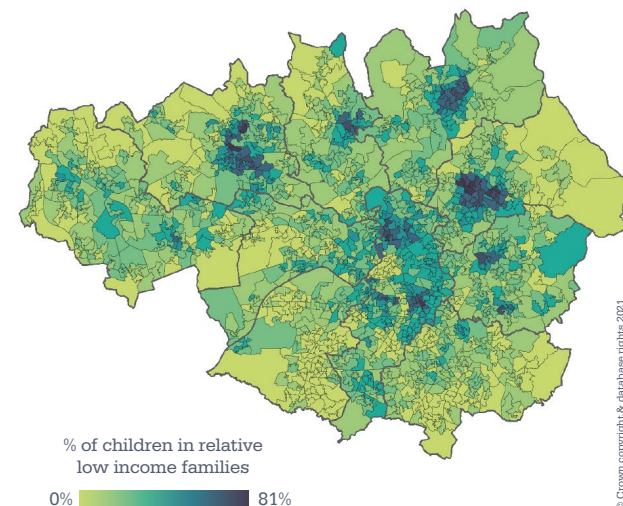 % of children in relative
low income families
0% 81%
© Crown copyright & database rights 2021